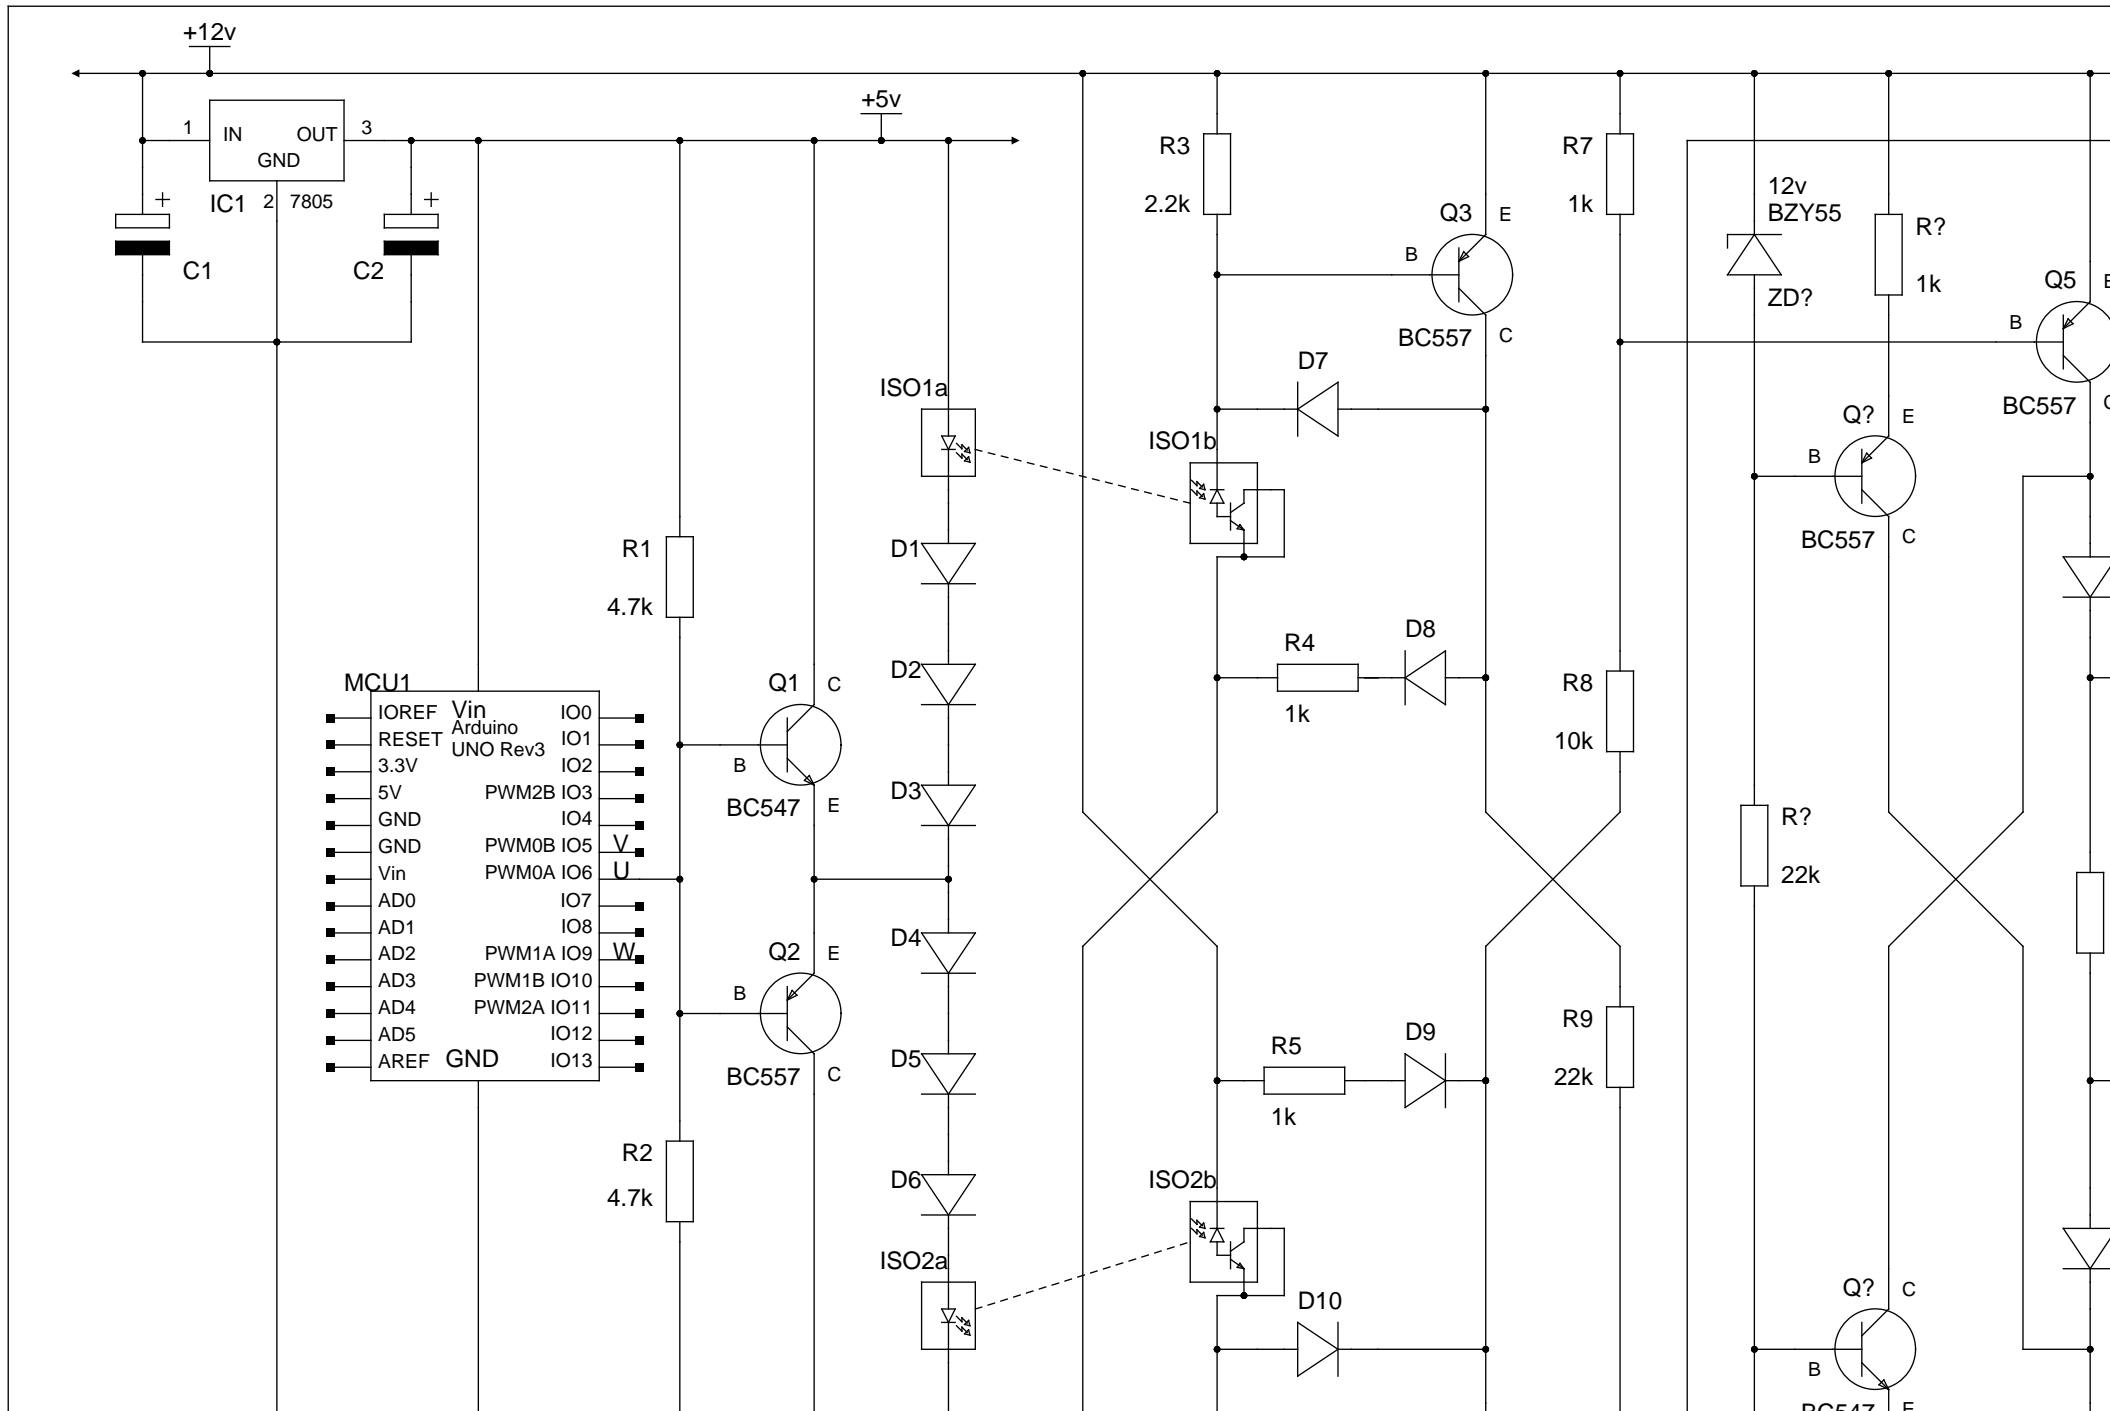 +12v
+5v
1
IN
OUT
3
GND
IC1
2
7805
+
+
C1
C2
R3
2.2k
Q3
E
B
BC557
C
R7
1k
12v
BZY55
ZD?
R?
1k
Q5
B
BC557
D7
ISO1a
ISO1b
Q?
E
B
BC557
C
R1
4.7k
D1
D2
D3
R4
1k
D8
R8
10k
MCU1
IOREF
Vin
Arduino
UNO Rev3
IO0
RESET
IO1
3.3V
IO2
5V
PWM2B IO3
GND
IO4
GND
PWM0B IO5
V
Vin
PWM0A IO6
U
AD0
IO7
AD1
IO8
AD2
PWM1A IO9
W
AD3
PWM1B IO10
AD4
PWM2A IO11
AD5
IO12
AREF
GND
IO13
Q1
C
B
BC547
E
Q2
E
B
BC557
C
R?
22k
D4
D5
D6
R5
1k
D9
R9
22k
R2
4.7k
ISO2b
ISO2a
D10
Q?
C
B
BC547
E